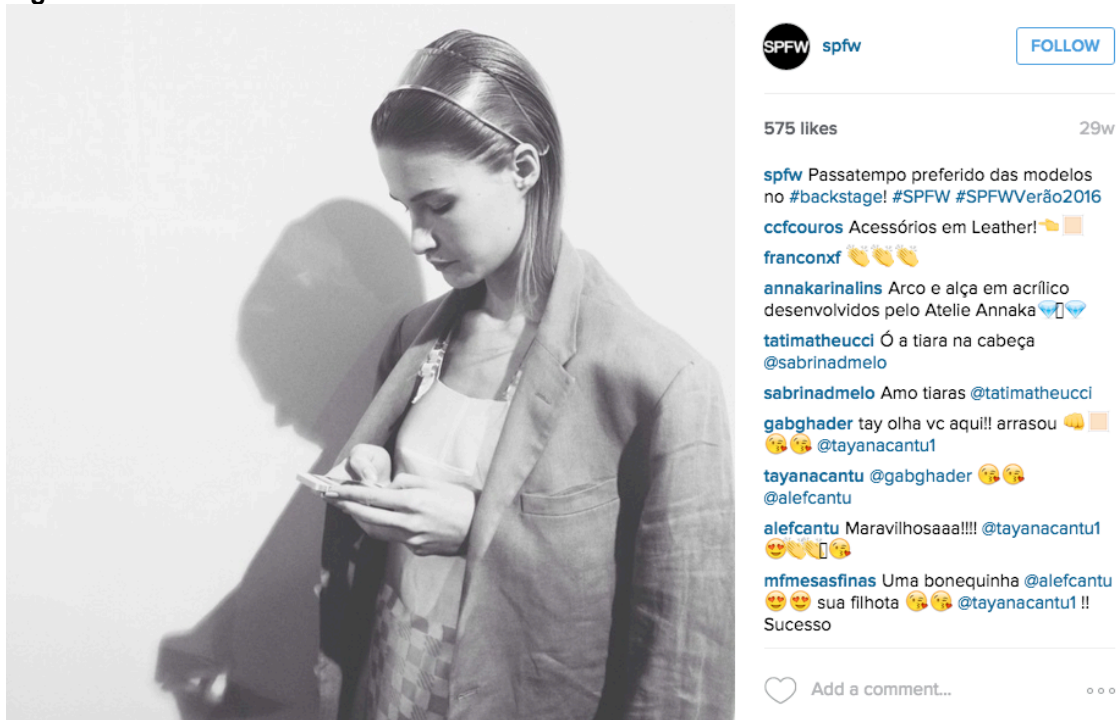 SPFW
spfw
FOLLOW
575 likes
29w
spfw Passatempo preferido das modelos
no #backstage! #SPFW #SPFWVerão2016
ccfcouros Acessórios em Leather!👈🏼
franconxf 👏👏👏
annakarinalins Arco e alça em acrílico
desenvolvidos pelo Atelie Annaka💎💎
tatimatheucci Ó a tiara na cabeça
@sabrinadmelo
sabrinadmelo Amo tiaras @tatimatheucci
gabghader tay olha vc aqui!! arrasou 👊🏼
😘😘 @tayanacantu1
tayanacantu @gabghader 😘😘
@alefcantu
alefcantu Maravilhosaaa!!!! @tayanacantu1
😍👏👏😘
mfmesasfinas Uma bonequinha @alefcantu
😍😍 sua filhota 😘😘 @tayanacantu1 !!
Sucesso
Add a comment...